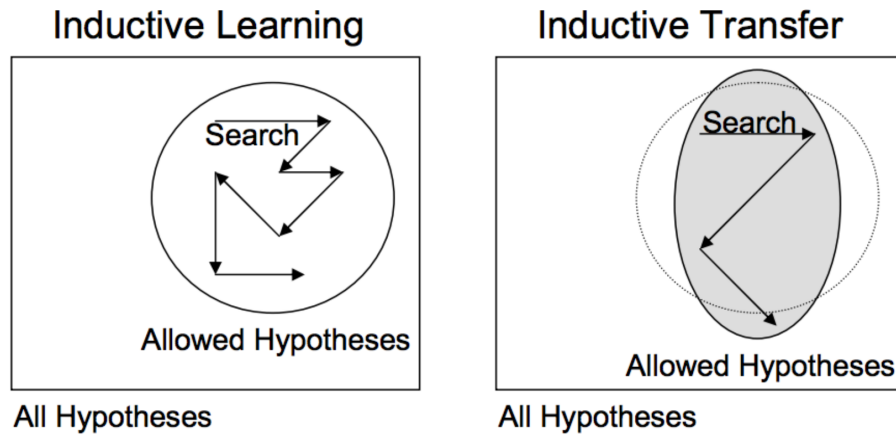 Inductive Learning
Search
Allowed Hypotheses
All Hypotheses
Inductive Transfer
Search
Allowed Hypotheses
All Hypotheses